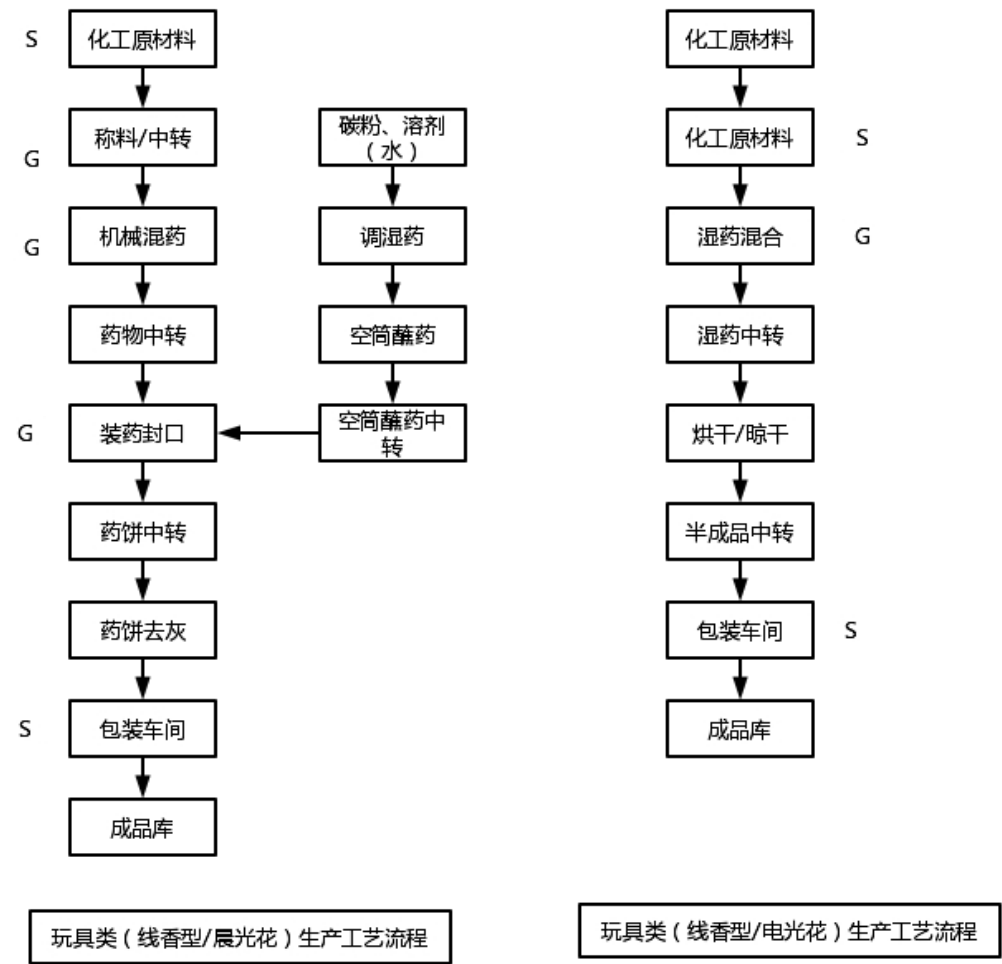 S
化工原材料
称料/中转
G
机械混药
G
药物中转
装药封口
G
药饼中转
药饼去灰
包装车间
S
成品库
碳粉、溶剂
（水）
调湿药
空筒蘸药
空筒蘸药中
转
玩具类（线香型/晨光花）生产工艺流程
化工原材料
化工原材料
S
湿药混合
G
湿药中转
烘干/晾干
半成品中转
包装车间
S
成品库
玩具类（线香型/电光花）生产工艺流程